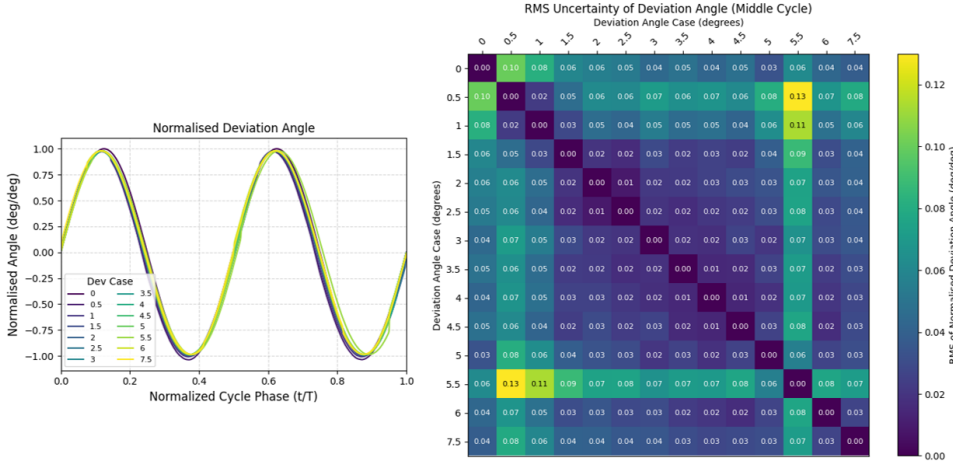 Normalised Deviation Angle
Normalised Angle (deg/deg)
1.00
0.75
0.50
0.25
0.00
−0.25
−0.50
−0.75
−1.00
Dev Case
0
0.5
1
1.5
2
2.5
3
3.5
4
4.5
5
5.5
6
7.5
0.0 0.2 0.4 0.6 0.8 1.0
Normalized Cycle Phase (t/T)
RMS Uncertainty of Deviation Angle (Middle Cycle)
Deviation Angle Case (degrees)
0 0.5 1 1.5 2 2.5 3 3.5 4 4.5 5 5.5 6 7.5
Deviation Angle Case (degrees)
0 0.00 0.10 0.08 0.06 0.06 0.05 0.04 0.05 0.04 0.05 0.03 0.06 0.04 0.04
0.5 0.10 0.00 0.02 0.05 0.06 0.06 0.07 0.06 0.07 0.06 0.08 0.13 0.07 0.08
1 0.08 0.02 0.00 0.03 0.05 0.04 0.05 0.05 0.05 0.04 0.06 0.11 0.05 0.06
1.5 0.06 0.05 0.03 0.00 0.02 0.02 0.03 0.02 0.02 0.02 0.04 0.09 0.03 0.04
2 0.06 0.06 0.05 0.02 0.00 0.01 0.02 0.02 0.02 0.02 0.03 0.07 0.03 0.04
2.5 0.05 0.06 0.04 0.02 0.01 0.00 0.02 0.02 0.02 0.02 0.03 0.08 0.03 0.04
3 0.04 0.07 0.05 0.03 0.02 0.02 0.00 0.02 0.02 0.03 0.02 0.07 0.03 0.04
3.5 0.05 0.06 0.05 0.02 0.02 0.02 0.02 0.00 0.01 0.02 0.03 0.07 0.02 0.03
4 0.04 0.07 0.05 0.02 0.02 0.02 0.02 0.01 0.00 0.01 0.02 0.07 0.02 0.03
4.5 0.05 0.06 0.04 0.02 0.02 0.02 0.03 0.02 0.01 0.00 0.03 0.08 0.02 0.03
5 0.03 0.08 0.06 0.04 0.03 0.03 0.02 0.03 0.02 0.03 0.00 0.06 0.03 0.03
5.5 0.06 0.13 0.11 0.09 0.07 0.08 0.07 0.07 0.07 0.08 0.06 0.00 0.08 0.07
6 0.04 0.07 0.05 0.03 0.03 0.03 0.03 0.02 0.02 0.02 0.03 0.08 0.00 0.03
7.5 0.04 0.08 0.06 0.04 0.04 0.04 0.04 0.03 0.03 0.03 0.03 0.07 0.03 0.00
0.12
0.10
0.08
0.06
0.04
0.02
0.00
RMS of Normalised Deviation Angle (deg/deg)